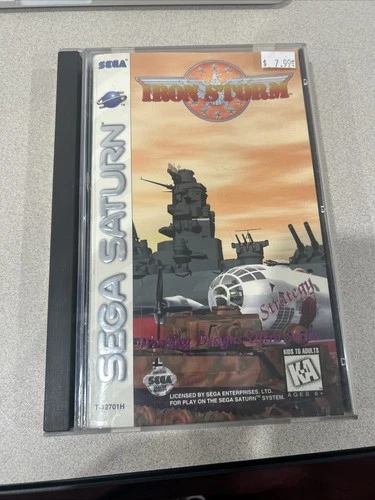 SEGA
$ 7.99
IRON STORM
SEGA SATURN
Strategy
KIDS TO ADULTS
K-A
AGES 6+
SEGA
LICENSED BY SEGA ENTERPRISES, LTD.
FOR PLAY ON THE SEGA SATURN™ SYSTEM.
T-12701H